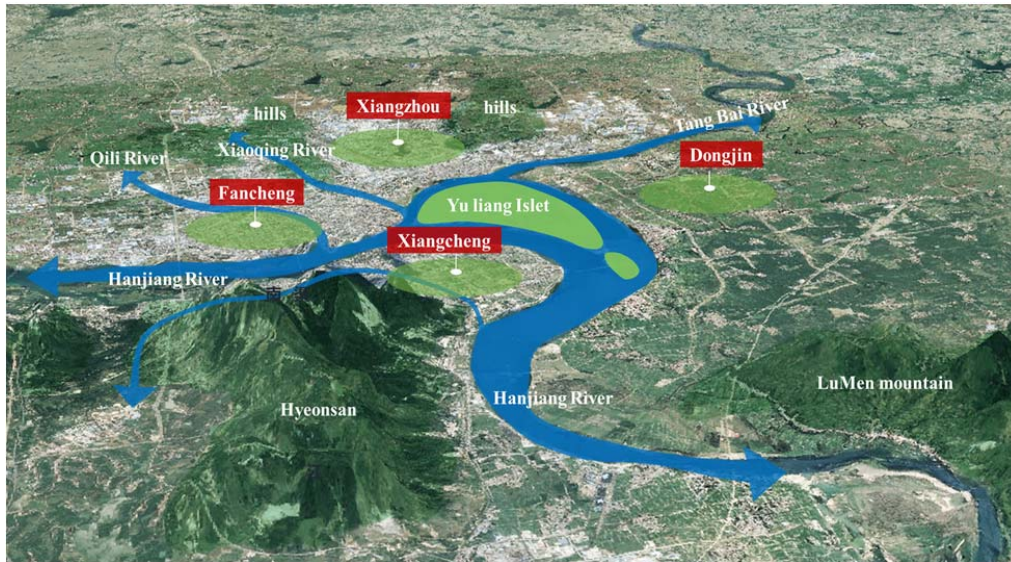 hills
Xiangzhou
hills
Tang Bai River
Xiaoqing River
Qili River
Dongjin
Fancheng
Yu liang Islet
Xiangcheng
Hanjiang River
LuMen mountain
Hanjiang River
Hyeonsan